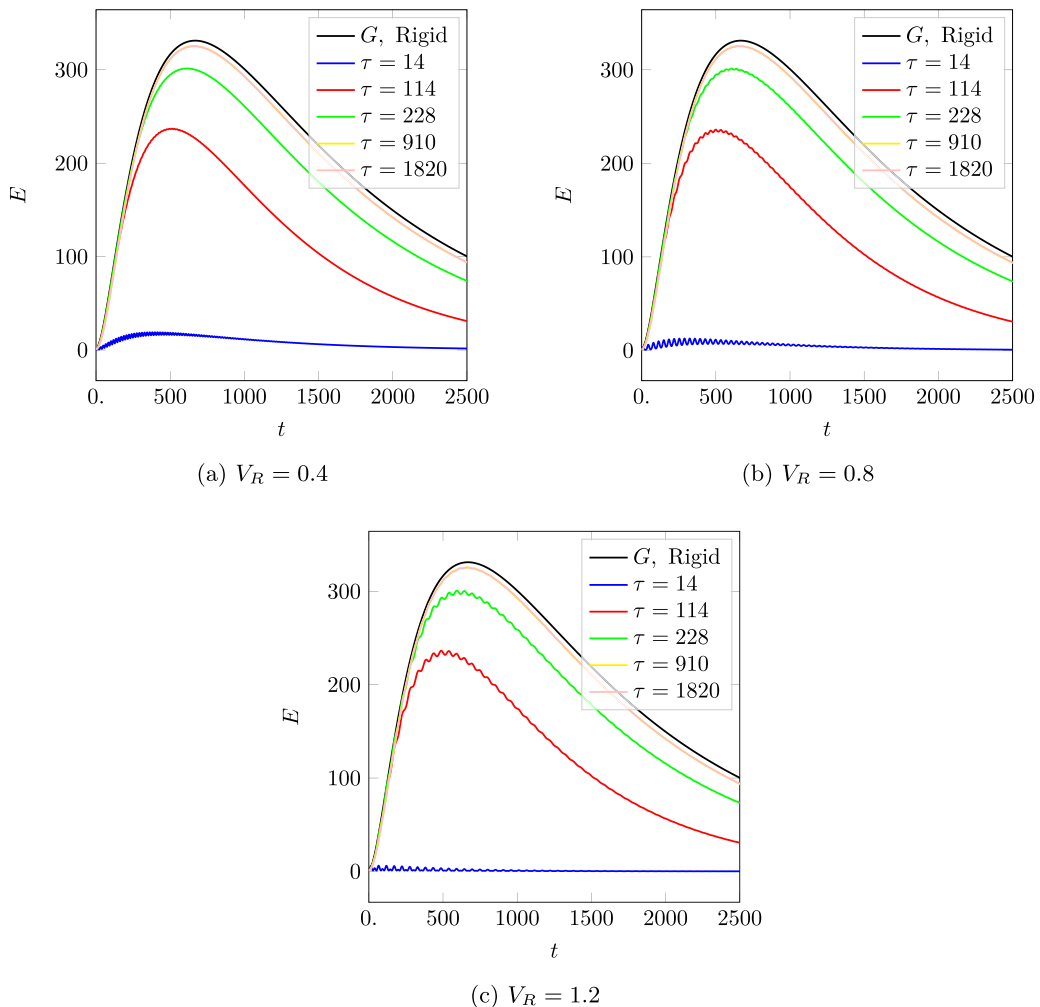 E
300
200
100
0
G, Rigid
τ = 14
τ = 114
τ = 228
τ = 910
τ = 1820
0. 500 1000 1500 2000 2500
t
(a) V_R = 0.4
E
300
200
100
0
G, Rigid
τ = 14
τ = 114
τ = 228
τ = 910
τ = 1820
0. 500 1000 1500 2000 2500
t
(b) V_R = 0.8
E
300
200
100
0
G, Rigid
τ = 14
τ = 114
τ = 228
τ = 910
τ = 1820
0. 500 1000 1500 2000 2500
t
(c) V_R = 1.2